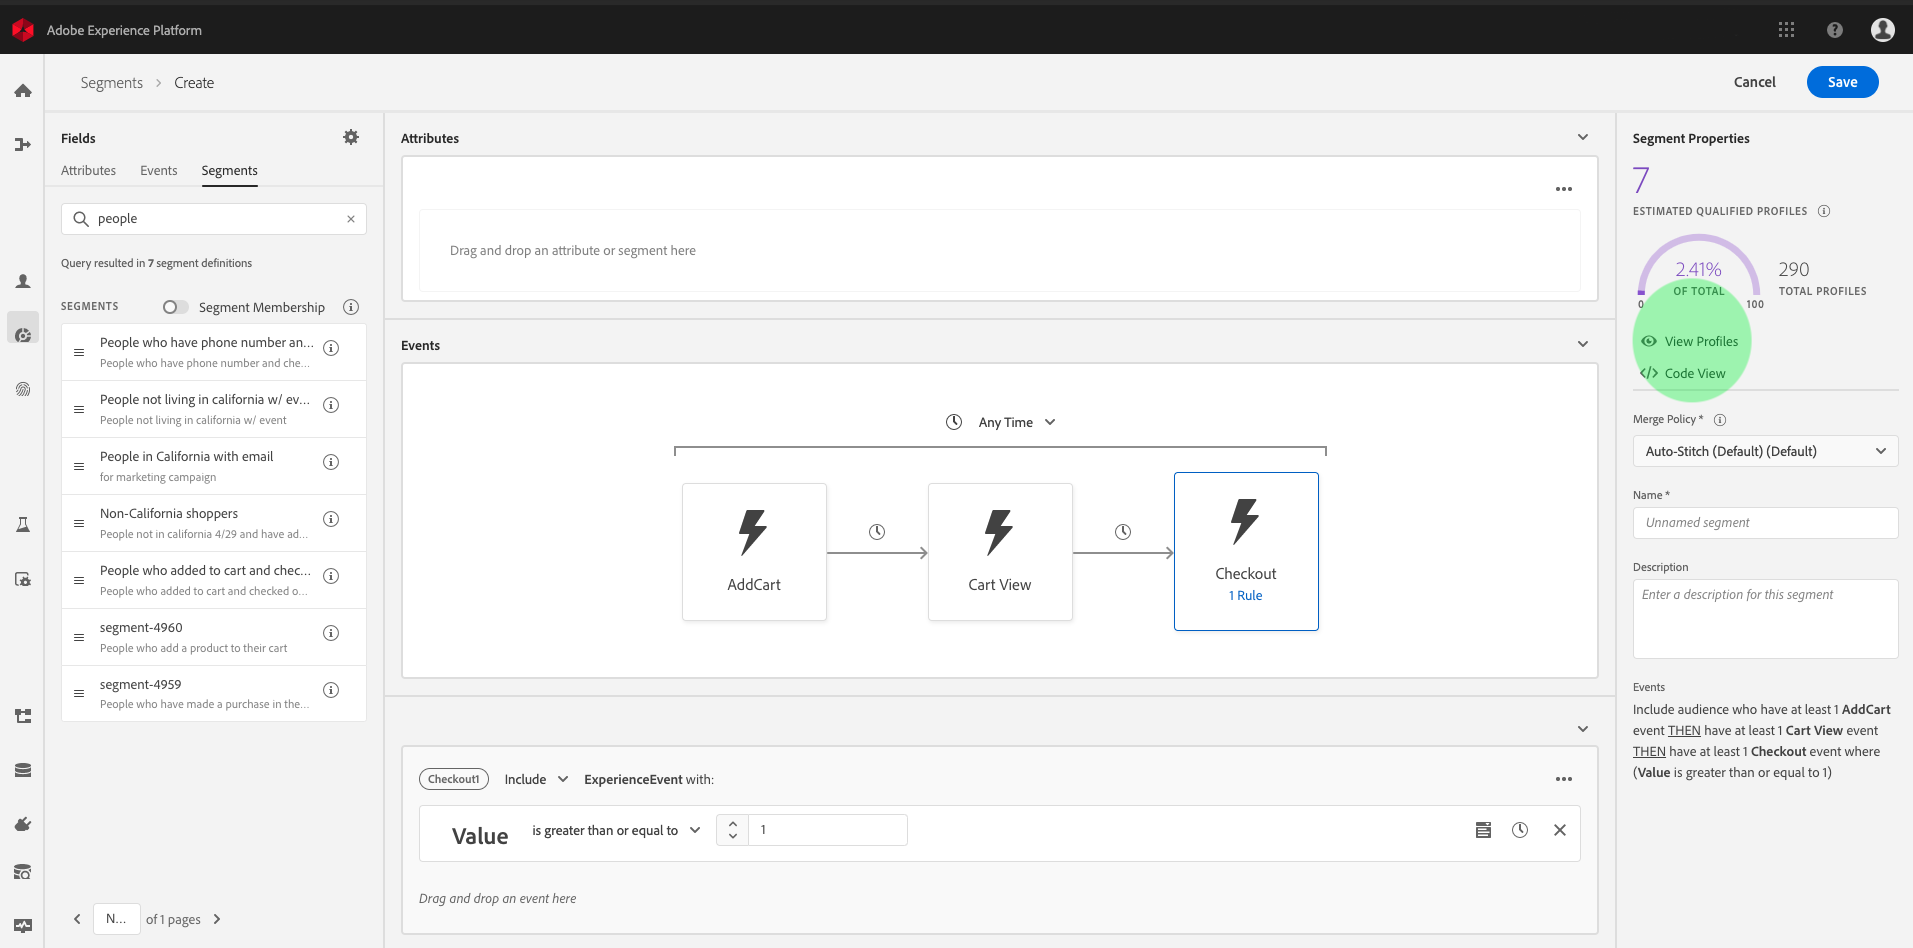 Adobe Experience Platform
Segments > Create
Cancel
Save
Fields
Attributes Events Segments
people
Query resulted in 7 segment definitions
SEGMENTS
Segment Membership
People who have phone number an...
People who have phone number and che...
People not living in california w/ ev...
People not living in california w/ event
People in California with email
for marketing campaign
Non-California shoppers
People not in california 4/29 and have ad...
People who added to cart and chec...
People who added to cart and checked o...
segment-4960
People who add a product to their cart
segment-4959
People who have made a purchase in the...
N... of 1 pages
Attributes
Drag and drop an attribute or segment here
Events
Any Time
AddCart
Cart View
Checkout
1 Rule
Checkout1 Include ExperienceEvent with:
Value is greater than or equal to 1
Drag and drop an event here
Segment Properties
7
ESTIMATED QUALIFIED PROFILES
2.41%
OF TOTAL
0 100
290
TOTAL PROFILES
View Profiles
</> Code View
Merge Policy *
Auto-Stitch (Default) (Default)
Name *
Unnamed segment
Description
Enter a description for this segment
Events
Include audience who have at least 1 AddCart
event THEN have at least 1 Cart View event
THEN have at least 1 Checkout event where
(Value is greater than or equal to 1)